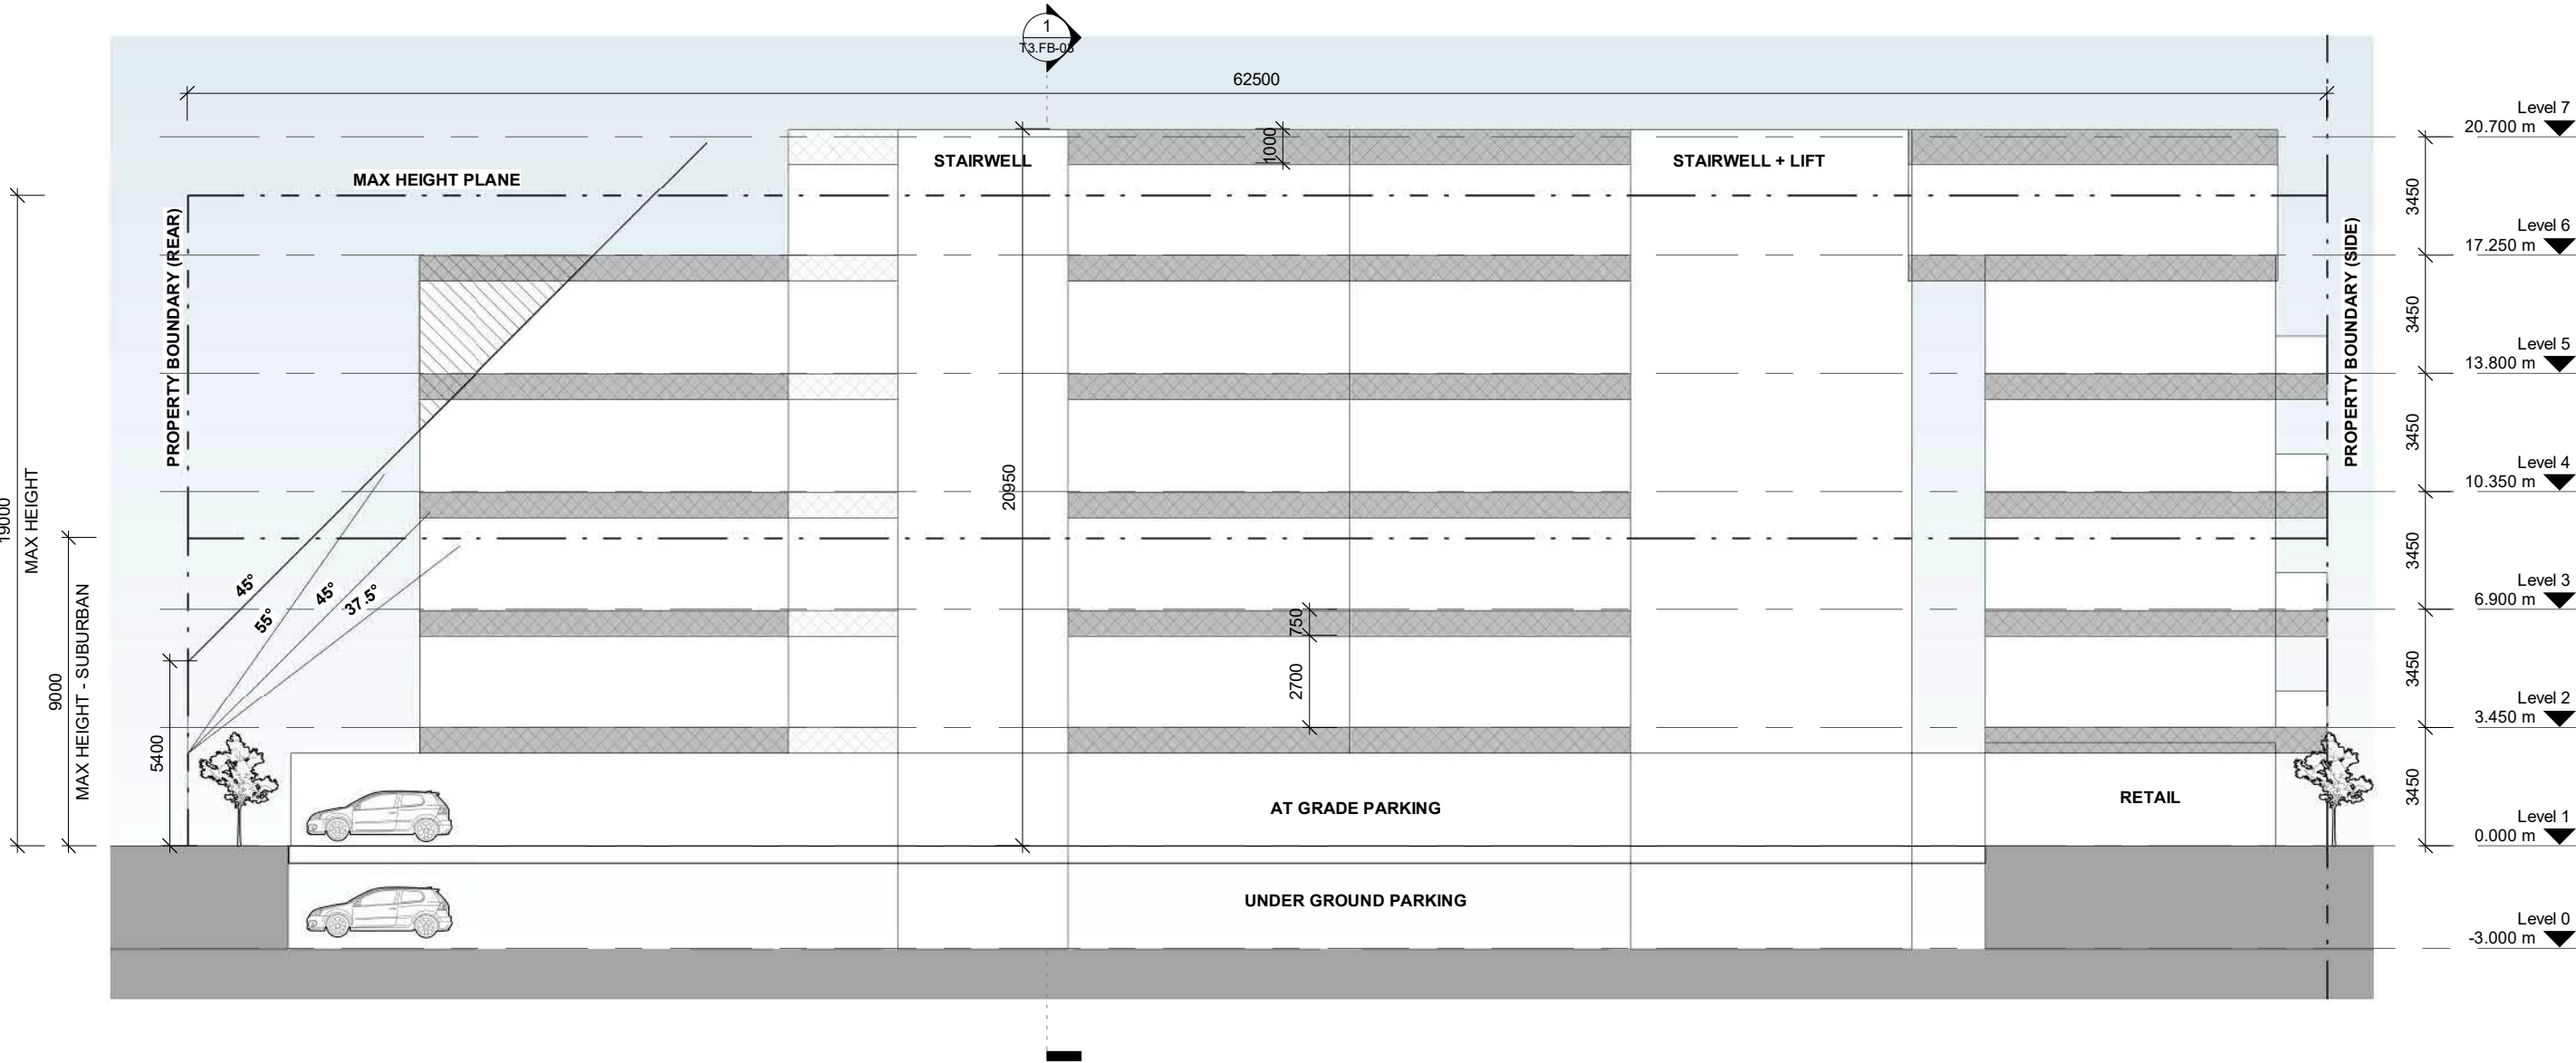 1
T3.FB-03
62500
Level 7
20.700 m
1000
STAIRWELL
STAIRWELL + LIFT
MAX HEIGHT PLANE
3450
Level 6
17.250 m
PROPERTY BOUNDARY (REAR)
PROPERTY BOUNDARY (SIDE)
3450
Level 5
13.800 m
3450
Level 4
10.350 m
19000
MAX HEIGHT
20950
3450
Level 3
6.900 m
45°
55°
45°
37.5°
9000
MAX HEIGHT - SUBURBAN
750
2700
3450
Level 2
3.450 m
5400
3450
AT GRADE PARKING
RETAIL
Level 1
0.000 m
UNDER GROUND PARKING
Level 0
-3.000 m